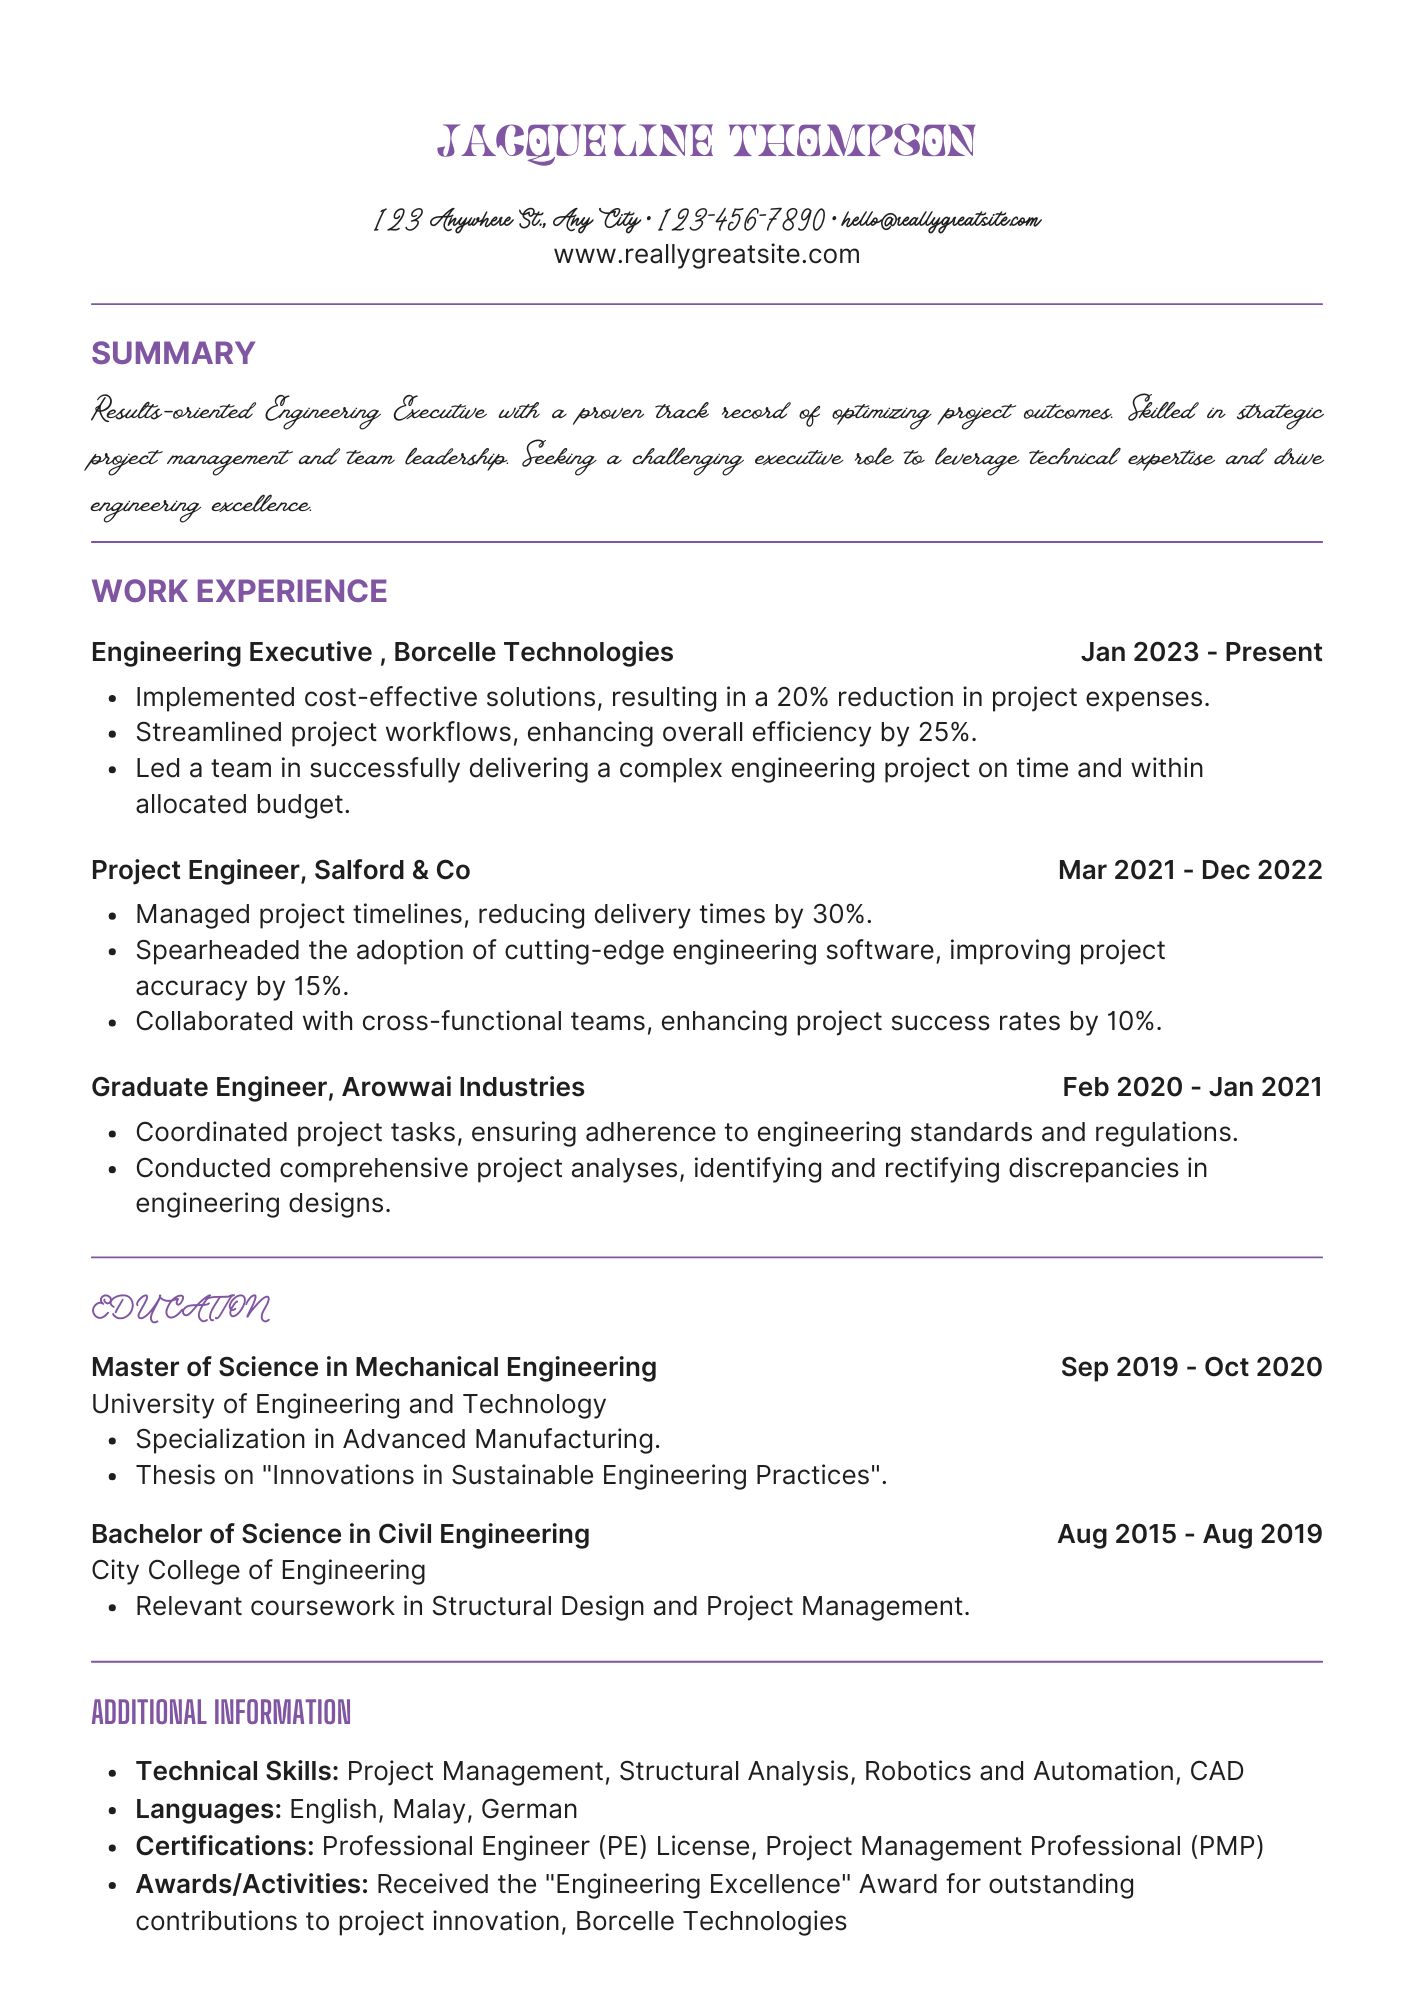 JACQUELINE THOMPSON
123 Anywhere St., Any City • 123-456-7890 • hello@reallygreatsite.com
www.reallygreatsite.com
SUMMARY
Results-oriented Engineering Executive with a proven track record of optimizing project outcomes. Skilled in strategic
project management and team leadership. Seeking a challenging executive role to leverage technical expertise and drive
engineering excellence.
WORK EXPERIENCE
Engineering Executive , Borcelle Technologies Jan 2023 - Present
• Implemented cost-effective solutions, resulting in a 20% reduction in project expenses.
• Streamlined project workflows, enhancing overall efficiency by 25%.
• Led a team in successfully delivering a complex engineering project on time and within
allocated budget.
Project Engineer, Salford & Co Mar 2021 - Dec 2022
• Managed project timelines, reducing delivery times by 30%.
• Spearheaded the adoption of cutting-edge engineering software, improving project
accuracy by 15%.
• Collaborated with cross-functional teams, enhancing project success rates by 10%.
Graduate Engineer, Arowwai Industries Feb 2020 - Jan 2021
• Coordinated project tasks, ensuring adherence to engineering standards and regulations.
• Conducted comprehensive project analyses, identifying and rectifying discrepancies in
engineering designs.
EDUCATION
Master of Science in Mechanical Engineering Sep 2019 - Oct 2020
University of Engineering and Technology
• Specialization in Advanced Manufacturing.
• Thesis on "Innovations in Sustainable Engineering Practices".
Bachelor of Science in Civil Engineering Aug 2015 - Aug 2019
City College of Engineering
• Relevant coursework in Structural Design and Project Management.
ADDITIONAL INFORMATION
• Technical Skills: Project Management, Structural Analysis, Robotics and Automation, CAD
• Languages: English, Malay, German
• Certifications: Professional Engineer (PE) License, Project Management Professional (PMP)
• Awards/Activities: Received the "Engineering Excellence" Award for outstanding
contributions to project innovation, Borcelle Technologies